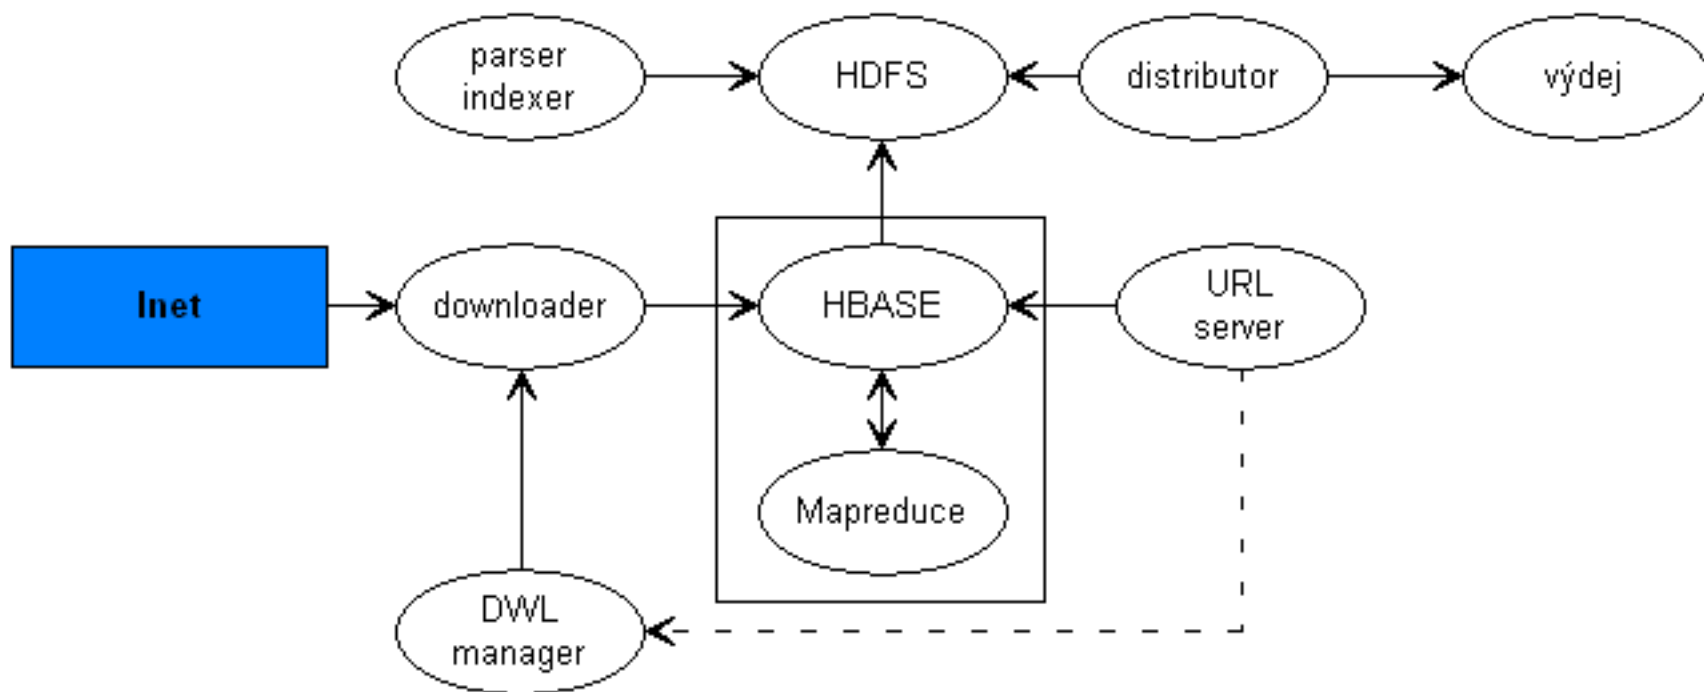 parser
indexer
HDFS
distributor
výdej
Inet
downloader
HBASE
URL
server
Mapreduce
DWL
manager